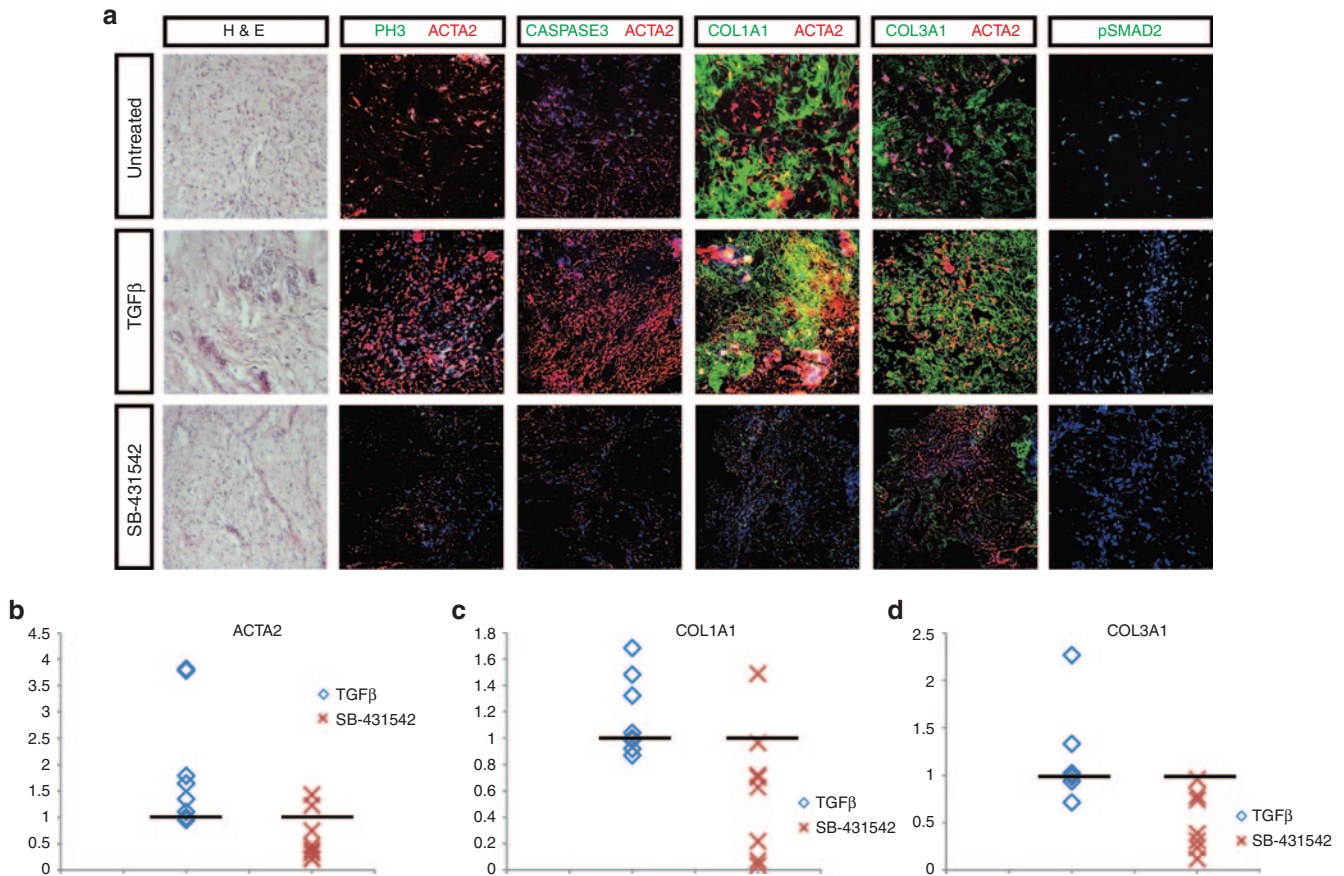 a
H & E
PH3 ACTA2
CASPASE3 ACTA2
COL1A1 ACTA2
COL3A1 ACTA2
pSMAD2
Untreated
TGFβ
SB-431542
b
ACTA2
4.5
4
3.5
3
2.5
2
1.5
1
0.5
0
TGFβ
SB-431542
c
COL1A1
1.8
1.6
1.4
1.2
1
0.8
0.6
0.4
0.2
0
TGFβ
SB-431542
d
COL3A1
2.5
2
1.5
1
0.5
0
TGFβ
SB-431542